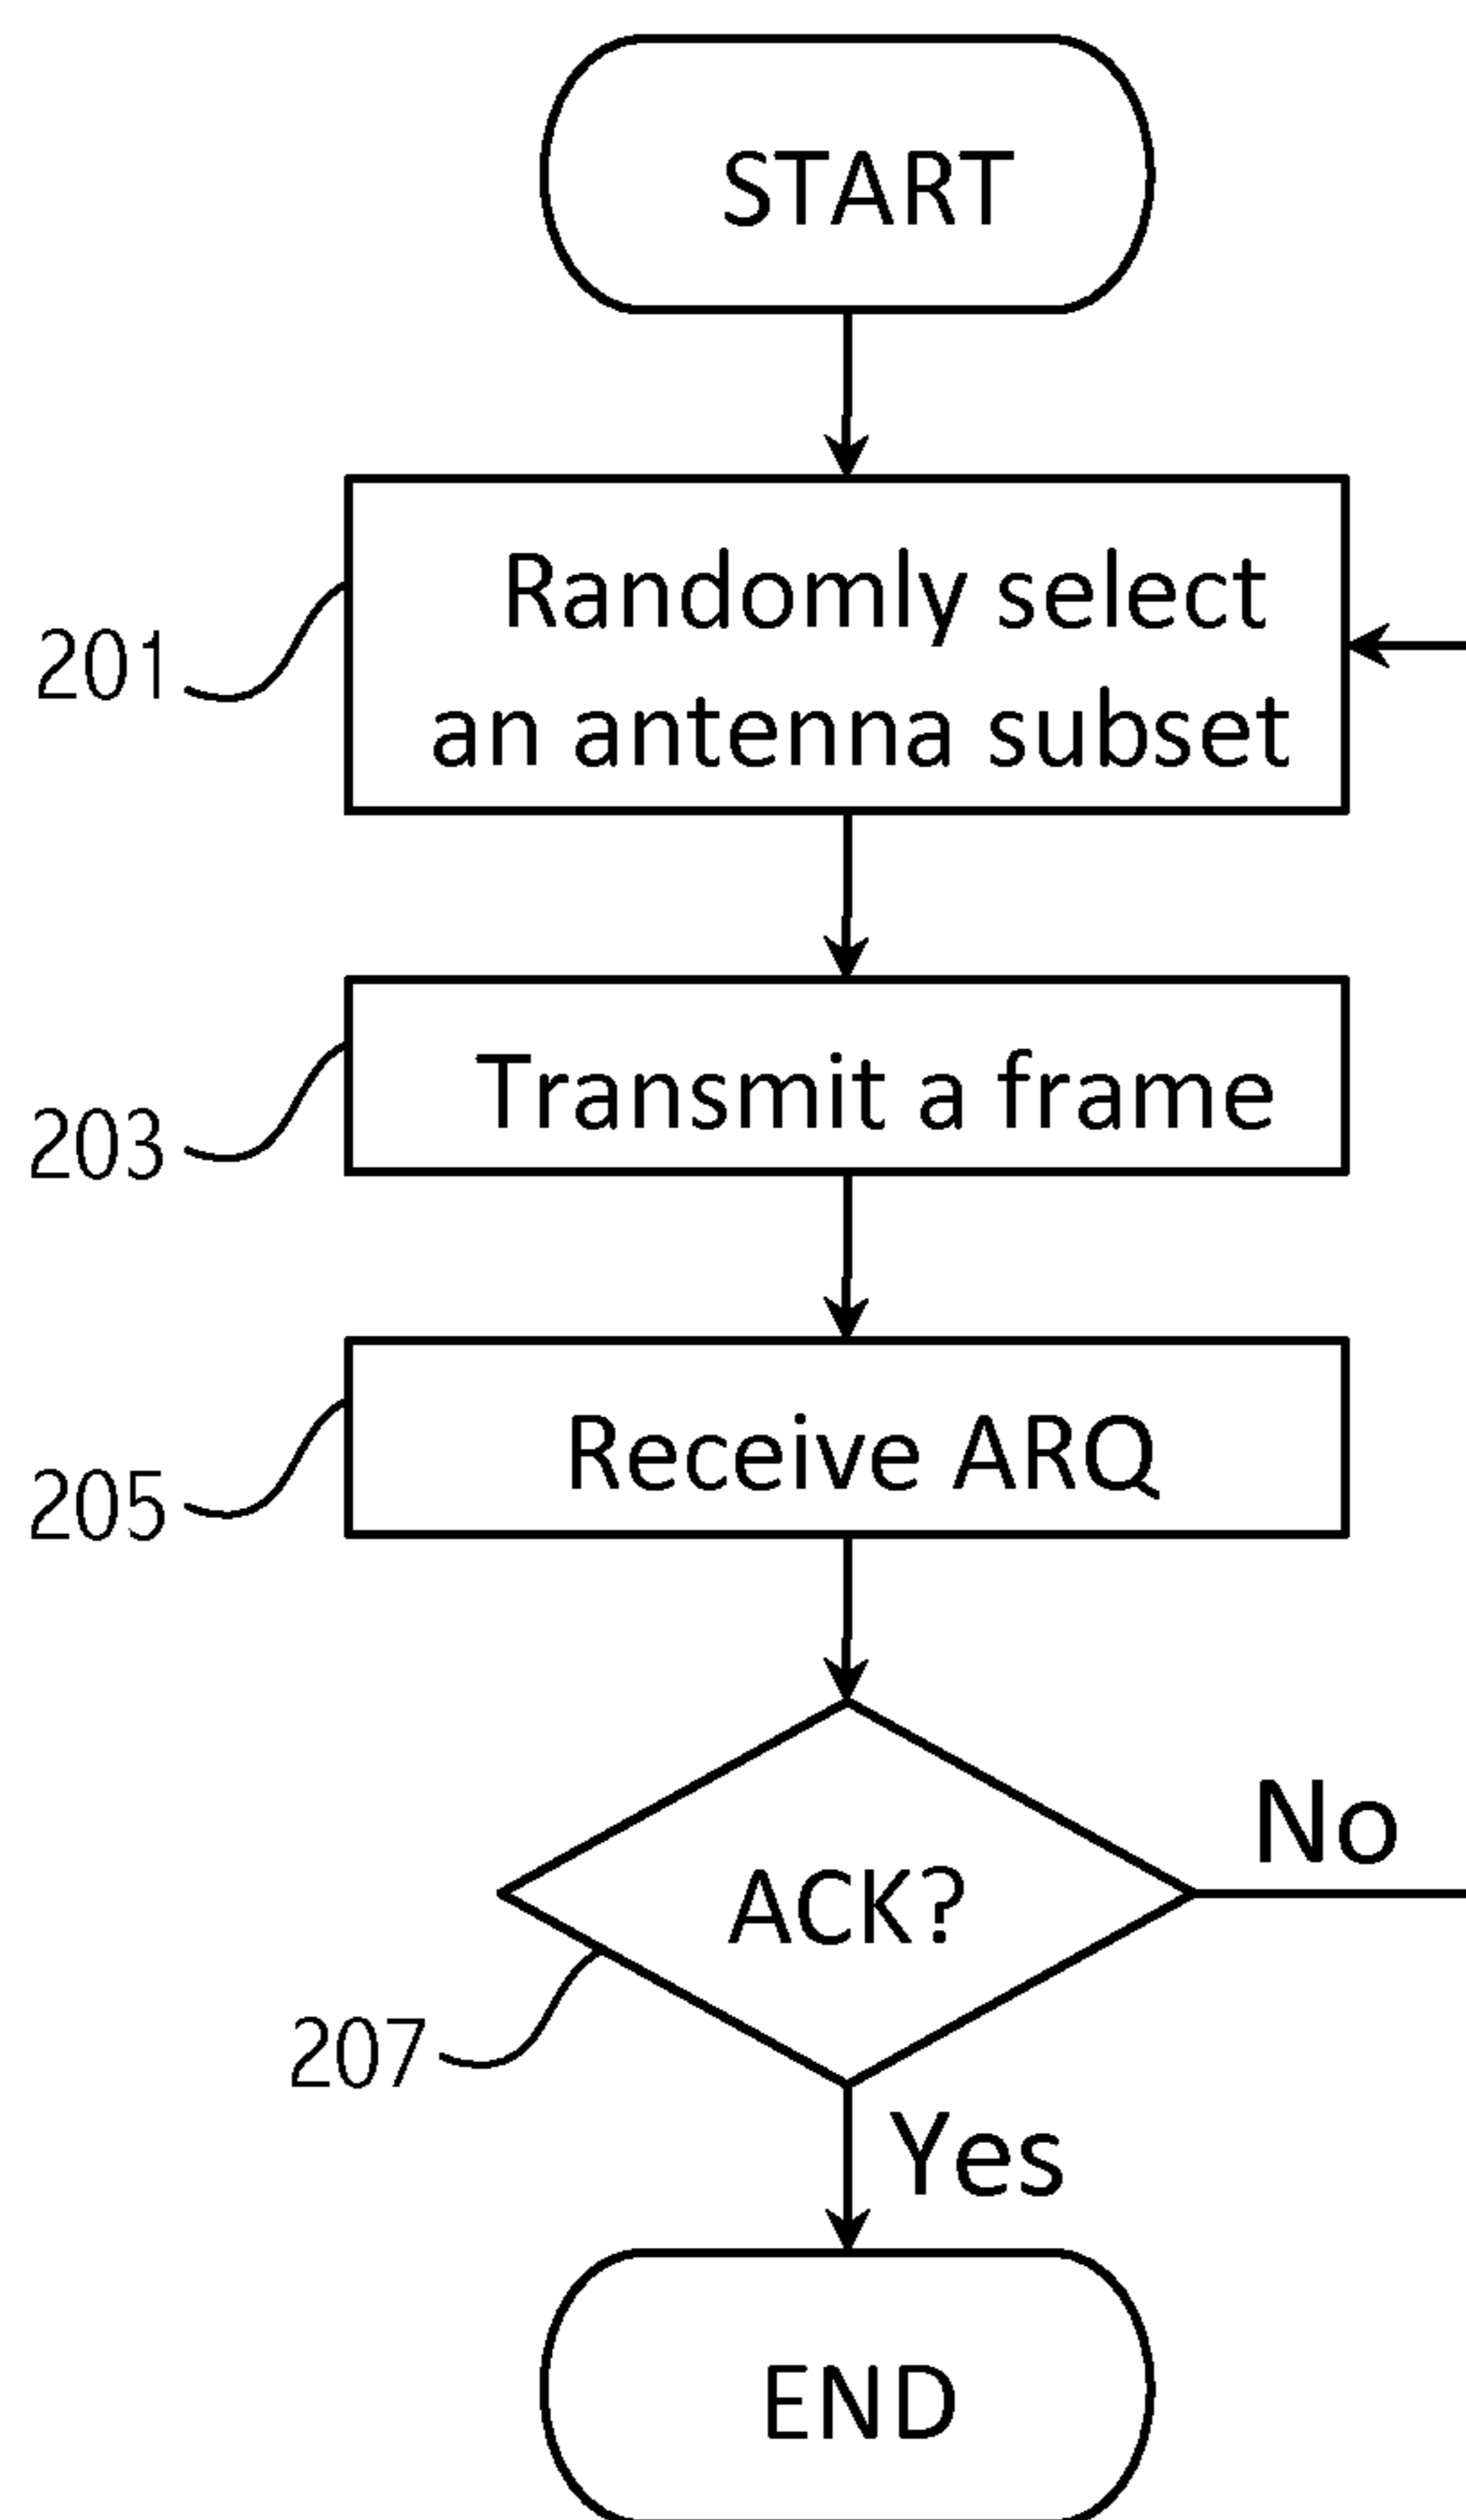 START
201
Randomly select
an antenna subset
203
Transmit a frame
205
Receive ARQ
ACK?
No
207
Yes
END